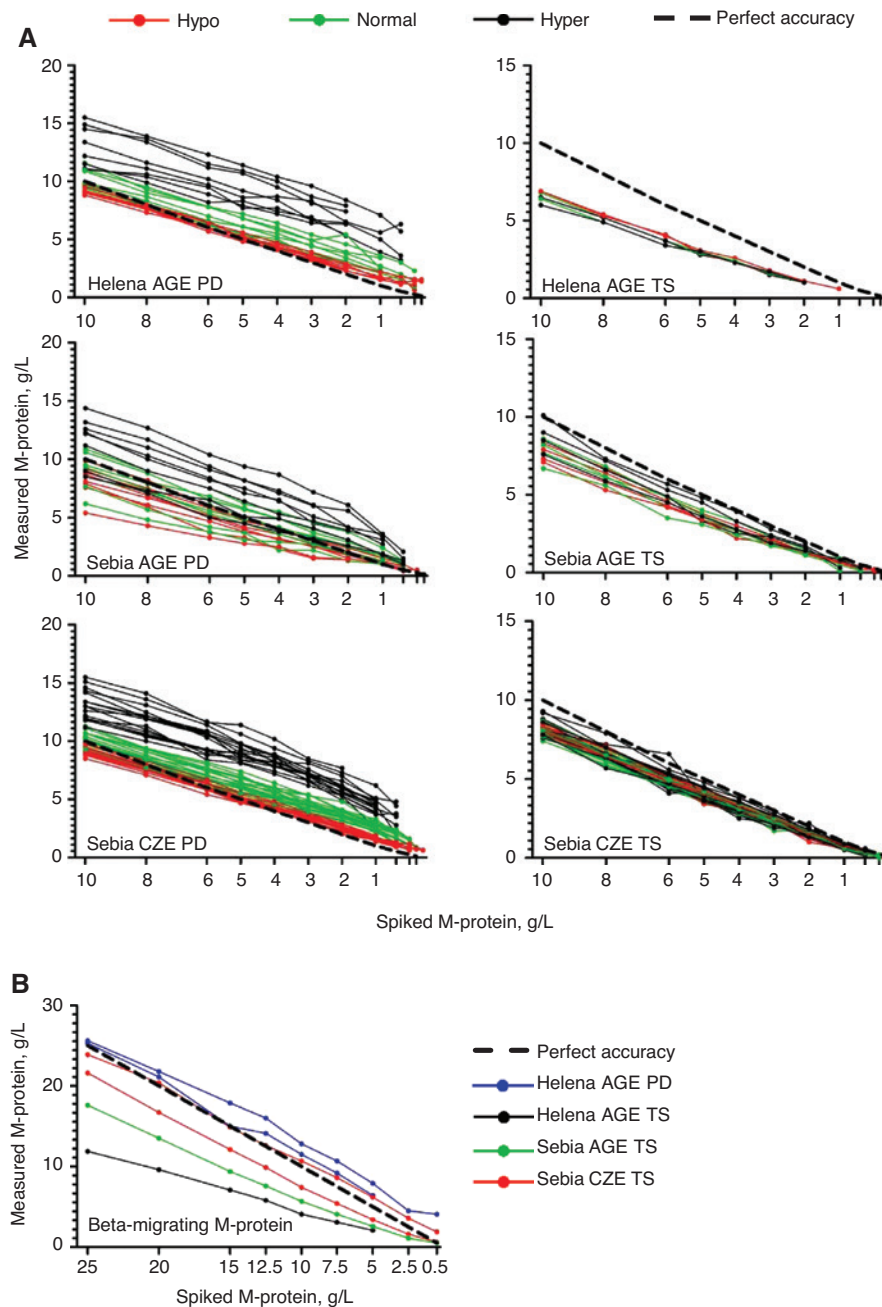 Hypo Normal Hyper Perfect accuracy
A
20
15
10
5
0
Helena AGE PD
10 8 6 5 4 3 2 1
15
10
5
0
Helena AGE TS
10 8 6 5 4 3 2 1
Measured M-protein, g/L
20
15
10
5
0
Sebia AGE PD
10 8 6 5 4 3 2 1
15
10
5
0
Sebia AGE TS
10 8 6 5 4 3 2 1
20
15
10
5
0
Sebia CZE PD
10 8 6 5 4 3 2 1
15
10
5
0
Sebia CZE TS
10 8 6 5 4 3 2 1
Spiked M-protein, g/L
B
Measured M-protein, g/L
30
20
10
0
Beta-migrating M-protein
25 20 15 12.5 10 7.5 5 2.5 0.5
Spiked M-protein, g/L
Perfect accuracy
Helena AGE PD
Helena AGE TS
Sebia AGE TS
Sebia CZE TS